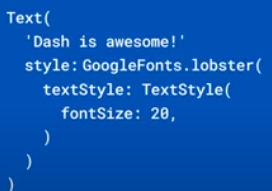 Text(
  'Dash is awesome!'
  style: GoogleFonts.lobster(
    textStyle: TextStyle(
      fontSize: 20,
    )
  )
)